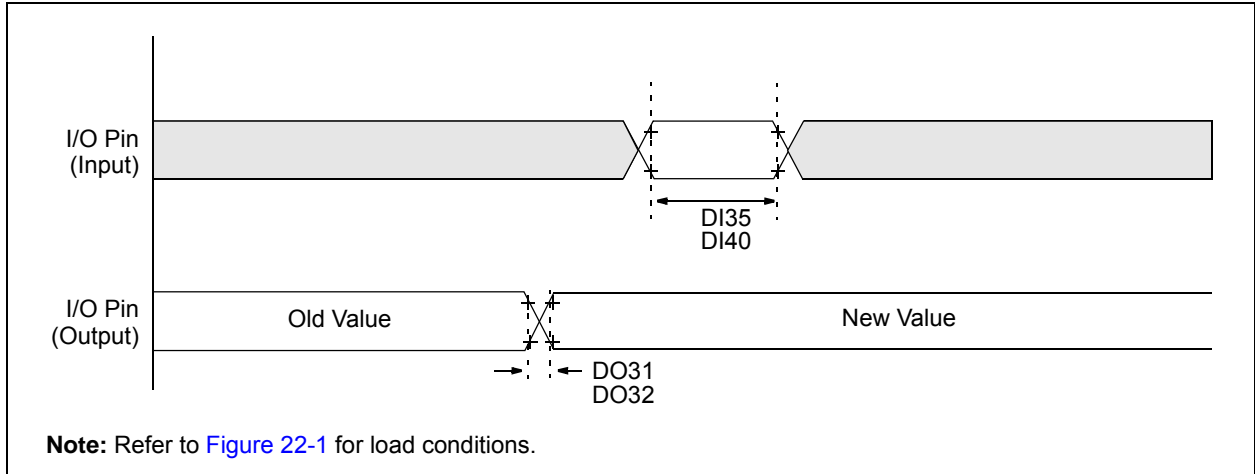 I/O Pin
(Input)
DI35
DI40
I/O Pin
(Output)
Old Value
New Value
DO31
DO32
Note: Refer to Figure 22-1 for load conditions.